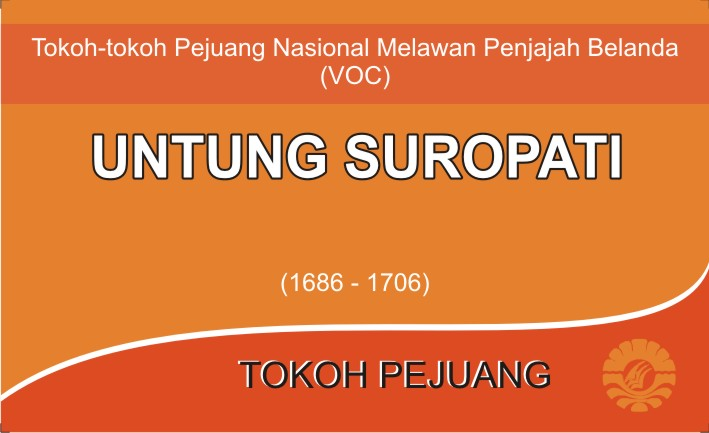 Tokoh-tokoh Pejuang Nasional Melawan Penjajah Belanda
(VOC)
UNTUNG SUROPATI
(1686 - 1706)
TOKOH PEJUANG